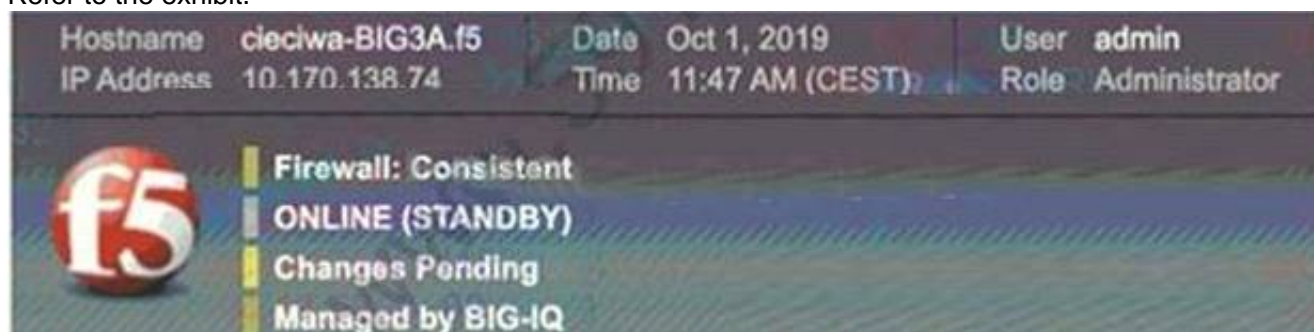 Refer to the exhibit.
Hostname cieciwa-BIG3A.f5 Date Oct 1, 2019 User admin
IP Address 10.170.138.74 Time 11:47 AM (CEST) Role Administrator
f5
Firewall: Consistent
ONLINE (STANDBY)
Changes Pending
Managed by BIG-IQ